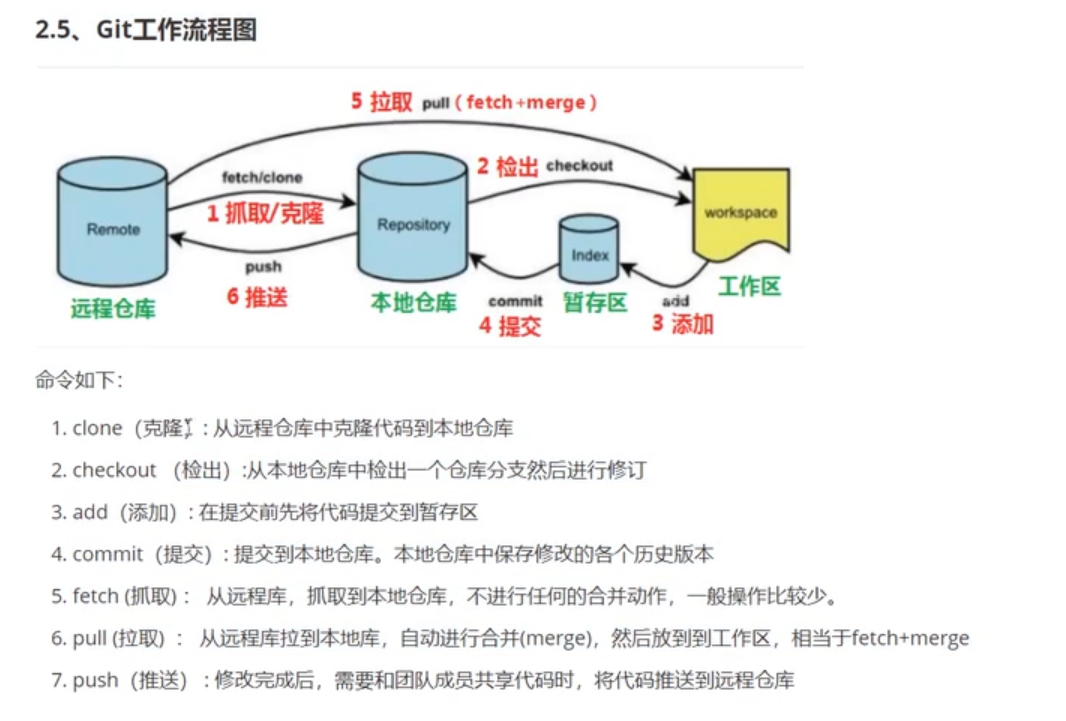 2.5、Git工作流程图
5 拉取 pull（fetch+merge）
2 检出 checkout
fetch/clone
1 抓取/克隆
Remote
Repository
workspace
Index
push
6 推送
远程仓库
本地仓库
commit
4 提交
暂存区
add
3 添加
工作区
命令如下：
1. clone（克隆）: 从远程仓库中克隆代码到本地仓库
2. checkout （检出）:从本地仓库中检出一个仓库分支然后进行修订
3. add（添加）: 在提交前先将代码提交到暂存区
4. commit（提交）: 提交到本地仓库。本地仓库中保存修改的各个历史版本
5. fetch (抓取)： 从远程库，抓取到本地仓库，不进行任何的合并动作，一般操作比较少。
6. pull (拉取) ： 从远程库拉到本地库，自动进行合并(merge)，然后放到到工作区，相当于fetch+merge
7. push（推送） : 修改完成后，需要和团队成员共享代码时，将代码推送到远程仓库